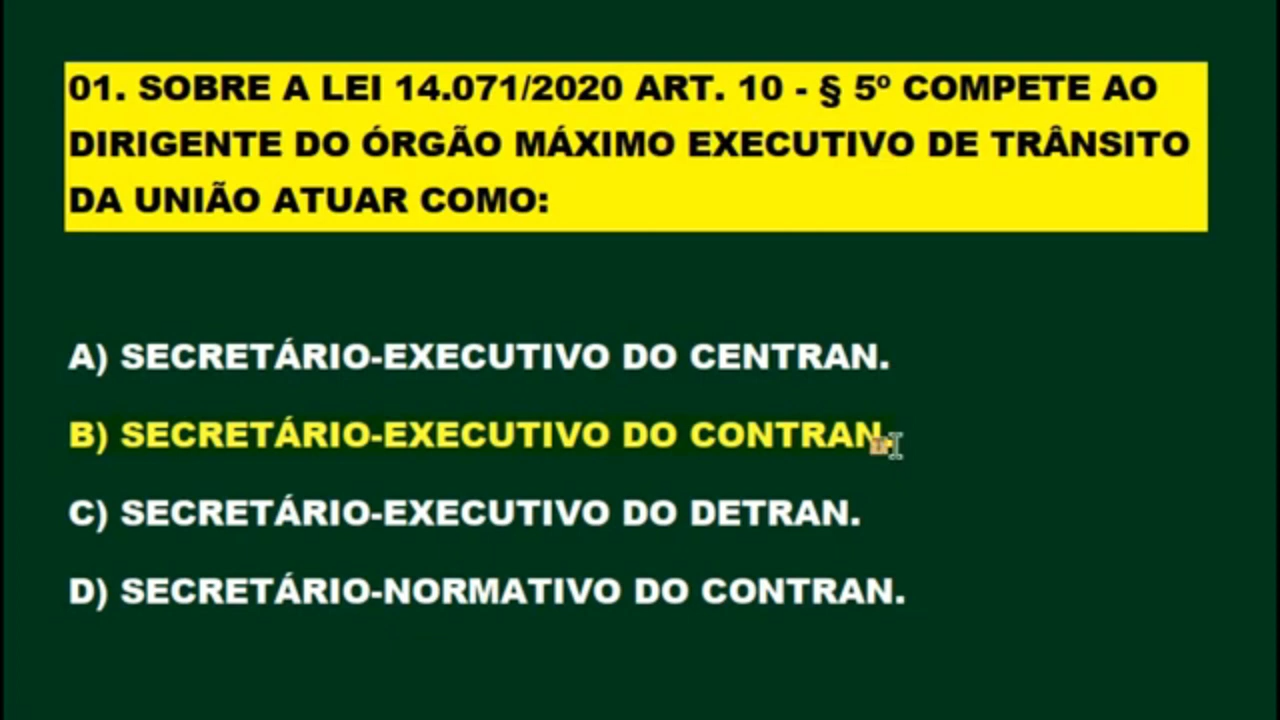 01. SOBRE A LEI 14.071/2020 ART. 10 - § 5º COMPETE AO
DIRIGENTE DO ÓRGÃO MÁXIMO EXECUTIVO DE TRÂNSITO
DA UNIÃO ATUAR COMO:
A) SECRETÁRIO-EXECUTIVO DO CENTRAN.
B) SECRETÁRIO-EXECUTIVO DO CONTRAN.
C) SECRETÁRIO-EXECUTIVO DO DETRAN.
D) SECRETÁRIO-NORMATIVO DO CONTRAN.